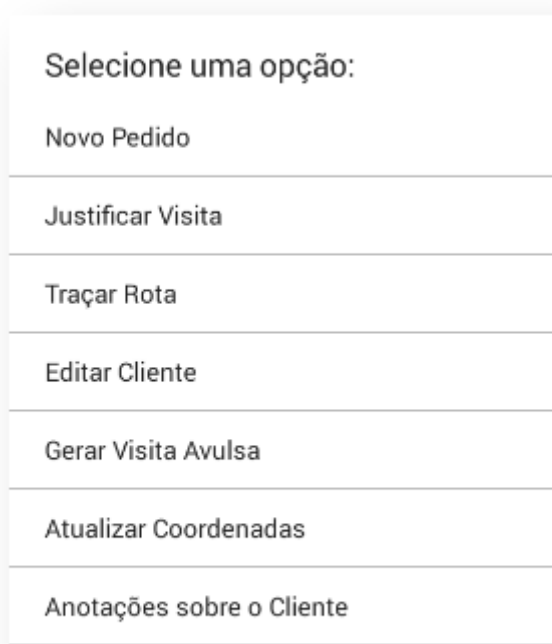 Selecione uma opção:
Novo Pedido
Justificar Visita
Traçar Rota
Editar Cliente
Gerar Visita Avulsa
Atualizar Coordenadas
Anotações sobre o Cliente